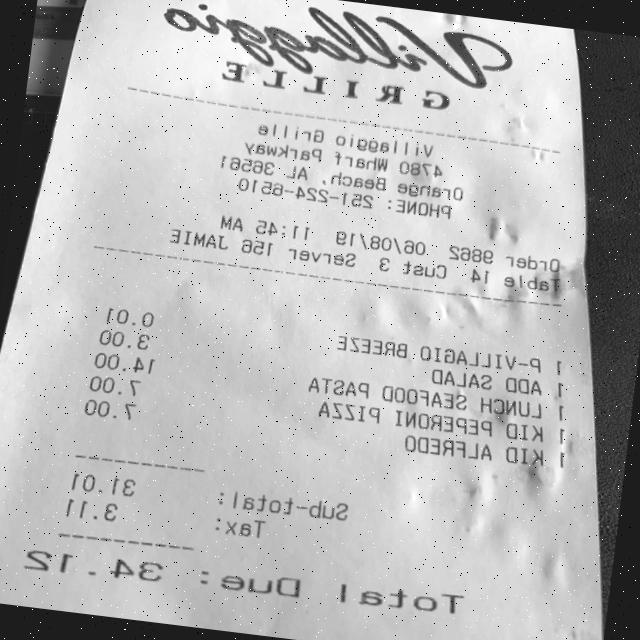 Villaggio
GRILLE
Villaggio Grille
4780 Wharf Parkway
Orange Beach, AL 36561
PHONE: 251-224-6510
Order 9862 06/08/19 11:45 AM
Table 14 Cust 3 Server 156 JAMIE
1 P-VILLAGIO BREEZE 0.01
1 ADD SALAD 3.00
1 LUNCH SEAFOOD PASTA 14.00
1 KID PEPERONI PIZZA 7.00
1 KID ALFREDO 7.00
Sub-total: 31.01
Tax: 3.11
Total Due: 34.12